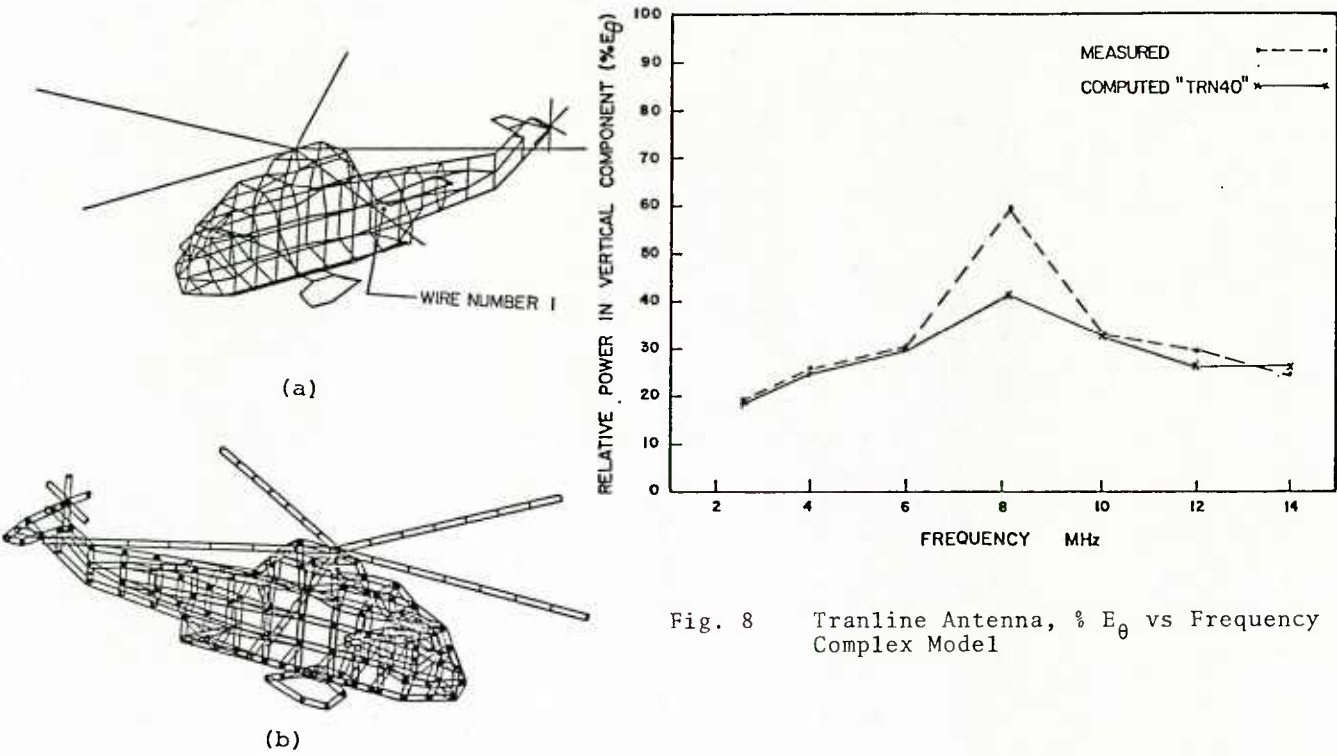 WIRE NUMBER 1
(a)
(b)
RELATIVE POWER IN VERTICAL COMPONENT (%Eθ)
100
90
80
70
60
50
40
30
20
10
0
MEASURED
COMPUTED "TRN40"
2 4 6 8 10 12 14
FREQUENCY MHz
Fig. 8 Tranline Antenna, % Eθ vs Frequency
Complex Model